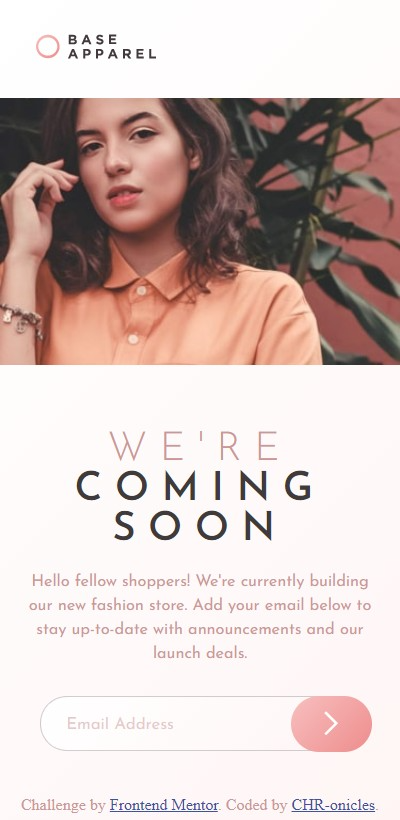 BASE
APPAREL
WE'RE
COMING
SOON
Hello fellow shoppers! We're currently building
our new fashion store. Add your email below to
stay up-to-date with announcements and our
launch deals.
Email Address
Challenge by Frontend Mentor. Coded by CHR-onicles.